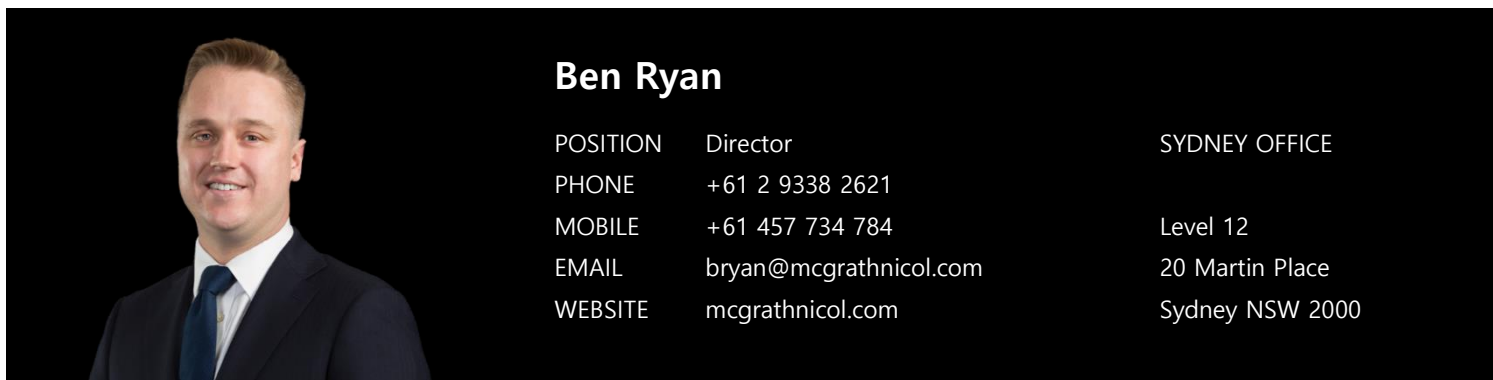 Ben Ryan
POSITION Director
PHONE +61 2 9338 2621
MOBILE +61 457 734 784
EMAIL bryan@mcgrathnicol.com
WEBSITE mcgrathnicol.com
SYDNEY OFFICE
Level 12
20 Martin Place
Sydney NSW 2000